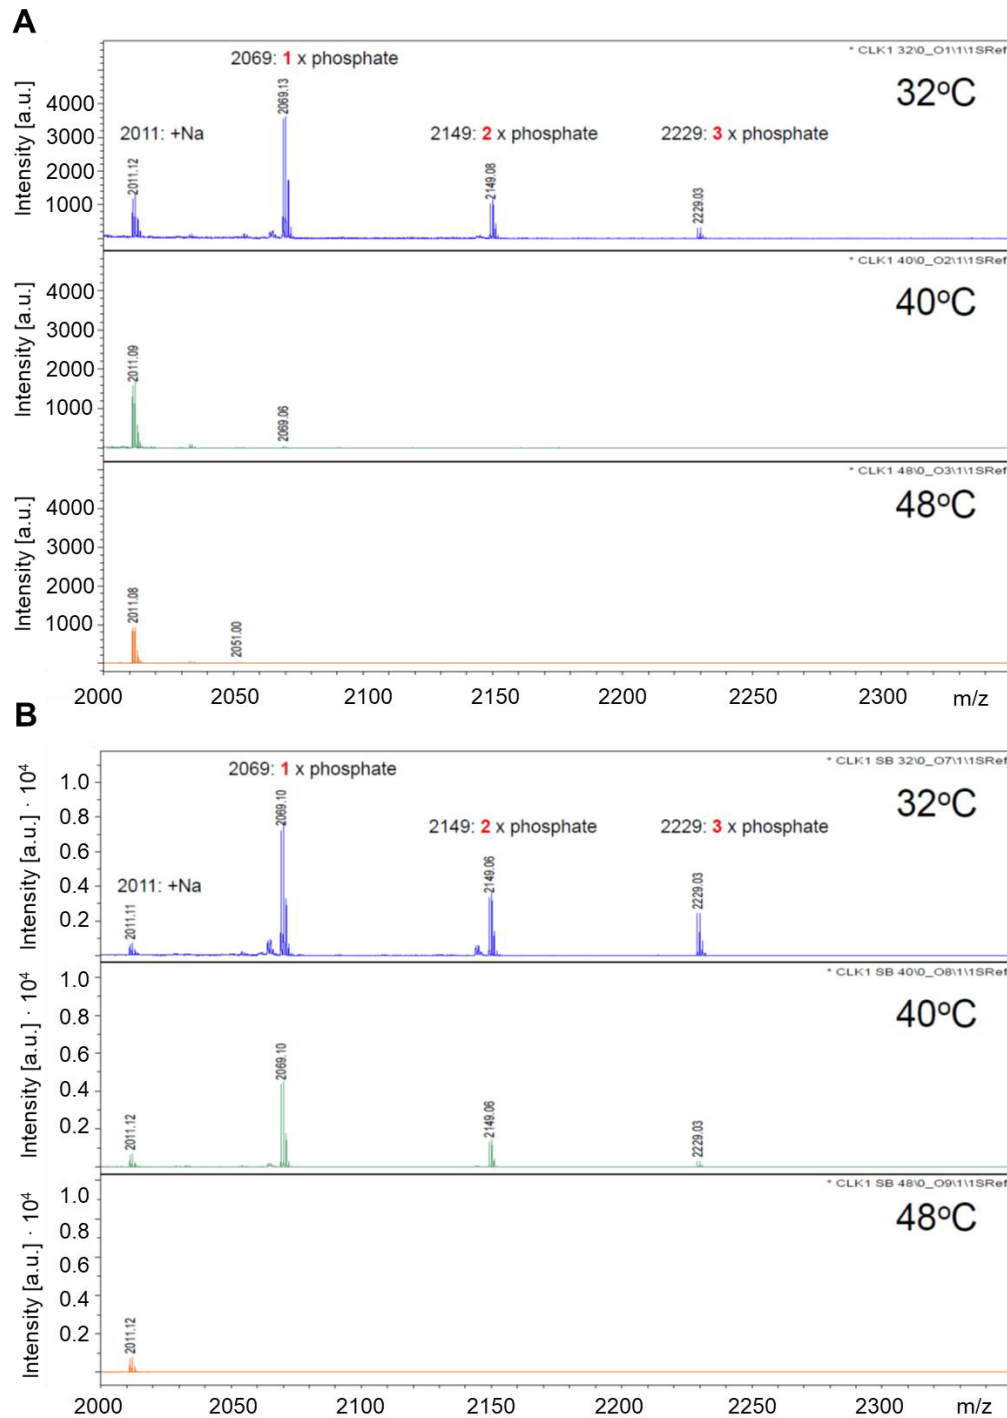 A
* CLK1 32\0_O1\1\1SRef
2069: 1 x phosphate
32°C
2011: +Na
2149: 2 x phosphate
2229: 3 x phosphate
Intensity [a.u.]
4000
3000
2000
1000
2011.12
2069.13
2149.08
2229.03
* CLK1 40\0_O2\1\1SRef
40°C
Intensity [a.u.]
4000
3000
2000
1000
2011.09
2069.06
* CLK1 48\0_O3\1\1SRef
48°C
Intensity [a.u.]
4000
3000
2000
1000
2011.08
2051.00
2000 2050 2100 2150 2200 2250 2300 m/z
B
* CLK1 SB 32\0_O7\1\1SRef
2069: 1 x phosphate
32°C
2149: 2 x phosphate
2229: 3 x phosphate
2011: +Na
Intensity [a.u.] · 10⁴
1.0
0.8
0.6
0.4
0.2
2011.11
2069.10
2149.06
2229.03
* CLK1 SB 40\0_O8\1\1SRef
40°C
Intensity [a.u.] · 10⁴
1.0
0.8
0.6
0.4
0.2
2011.12
2069.10
2149.06
2229.03
* CLK1 SB 48\0_O9\1\1SRef
48°C
Intensity [a.u.] · 10⁴
1.0
0.8
0.6
0.4
0.2
2011.12
2000 2050 2100 2150 2200 2250 2300 m/z